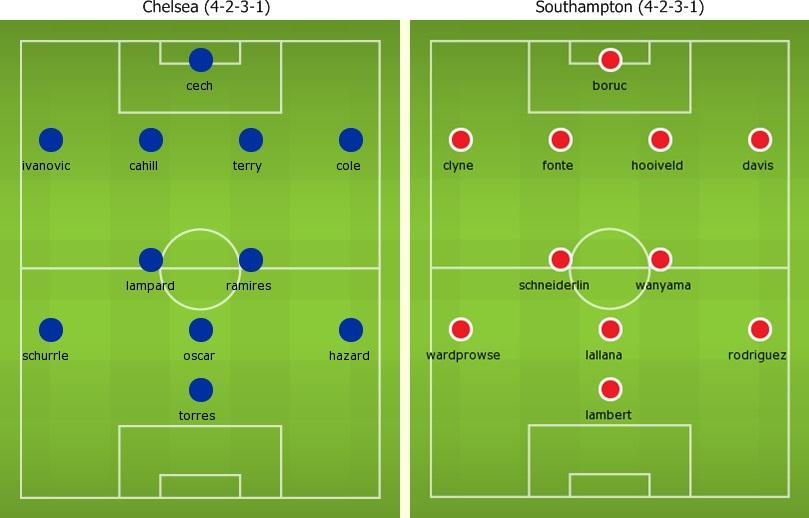 Chelsea (4-2-3-1)
cech
ivanovic cahill terry cole
lampard ramires
schurrle oscar hazard
torres
Southampton (4-2-3-1)
boruc
clyne fonte hooiveld davis
schneiderlin wanyama
wardprowse lallana rodriguez
lambert